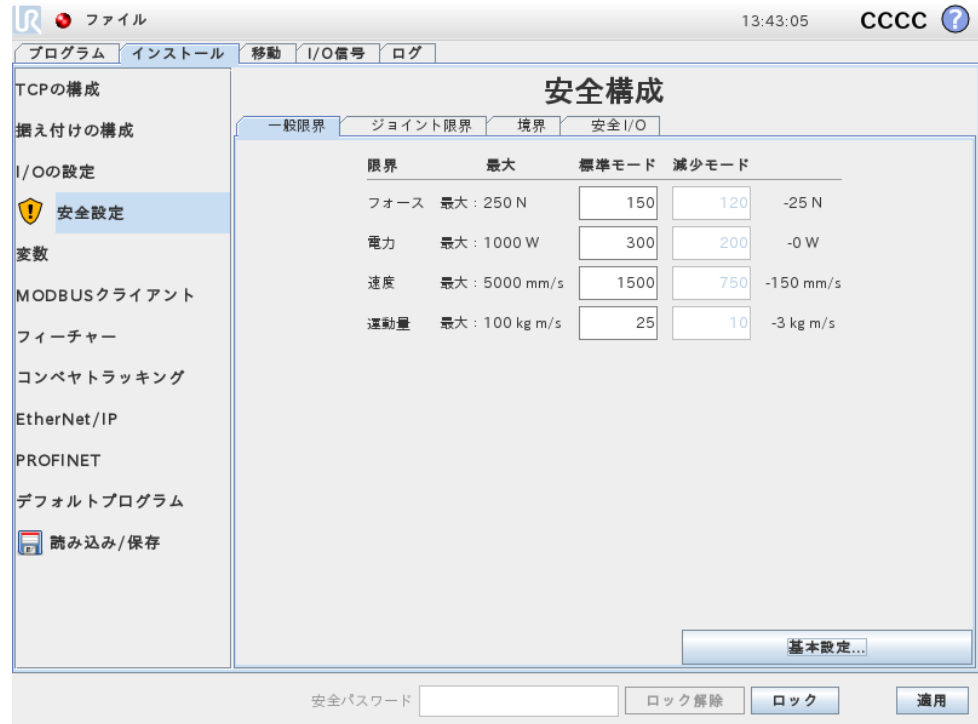 UR ファイル 13:43:05 CCCC ?
プログラム インストール 移動 I/O信号 ログ
TCPの構成
据え付けの構成
I/Oの設定
安全設定
変数
MODBUSクライアント
フィーチャー
コンベヤトラッキング
EtherNet/IP
PROFINET
デフォルトプログラム
読み込み/保存
安全構成
一般限界 ジョイント限界 境界 安全I/O
限界 最大 標準モード 減少モード
フォース 最大:250 N 150 120 -25 N
電力 最大:1000 W 300 200 -0 W
速度 最大:5000 mm/s 1500 750 -150 mm/s
運動量 最大:100 kg m/s 25 10 -3 kg m/s
基本設定...
安全パスワード ロック解除 ロック 適用